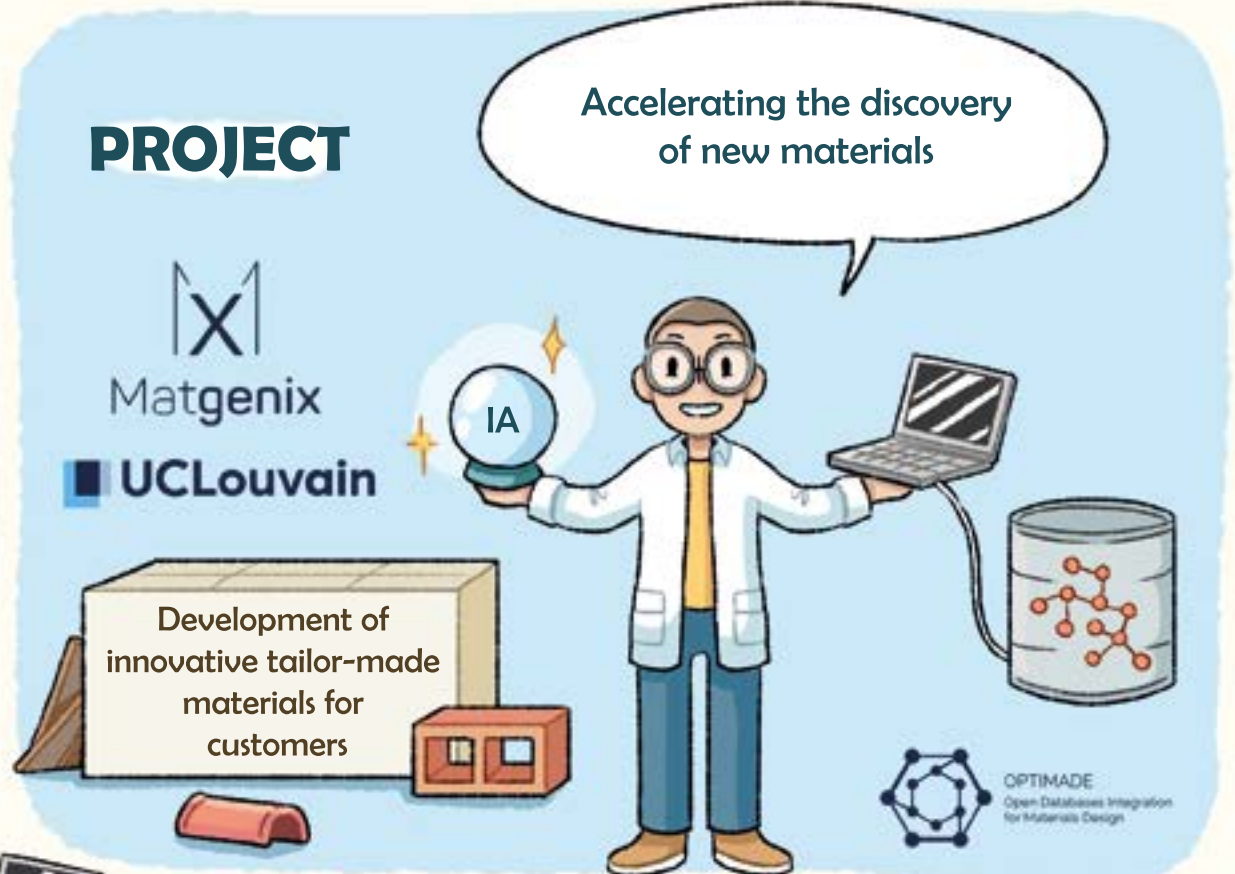 PROJECT
Accelerating the discovery
of new materials
Matgenix
UCLouvain
IA
Development of
innovative tailor-made
materials for
customers
OPTIMADE
Open Databases Integration
for Materials Design